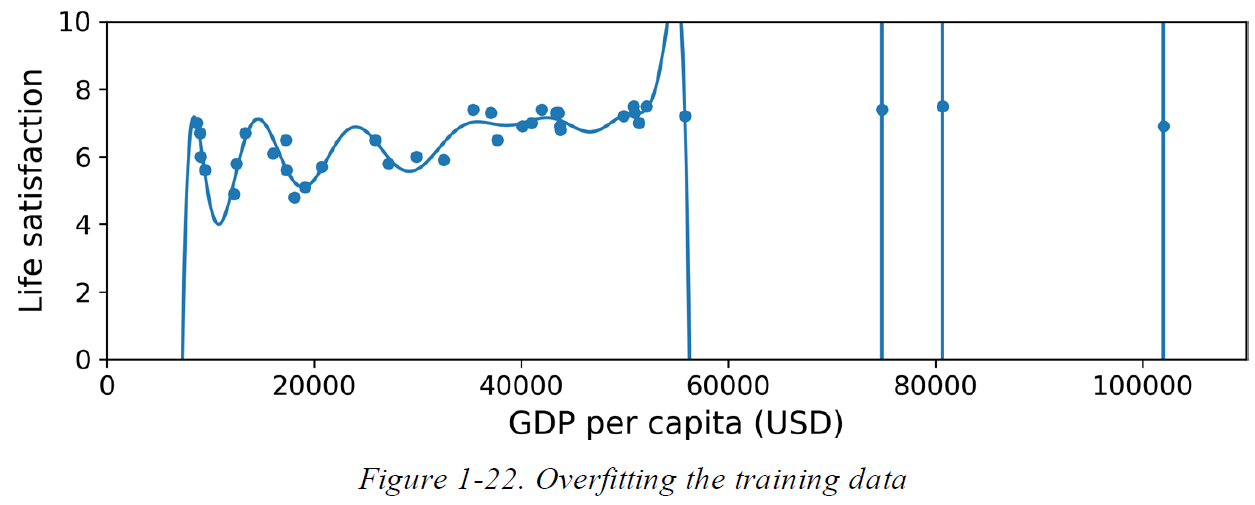 10
8
6
4
2
0
Life satisfaction
0 20000 40000 60000 80000 100000
GDP per capita (USD)
Figure 1-22. Overfitting the training data